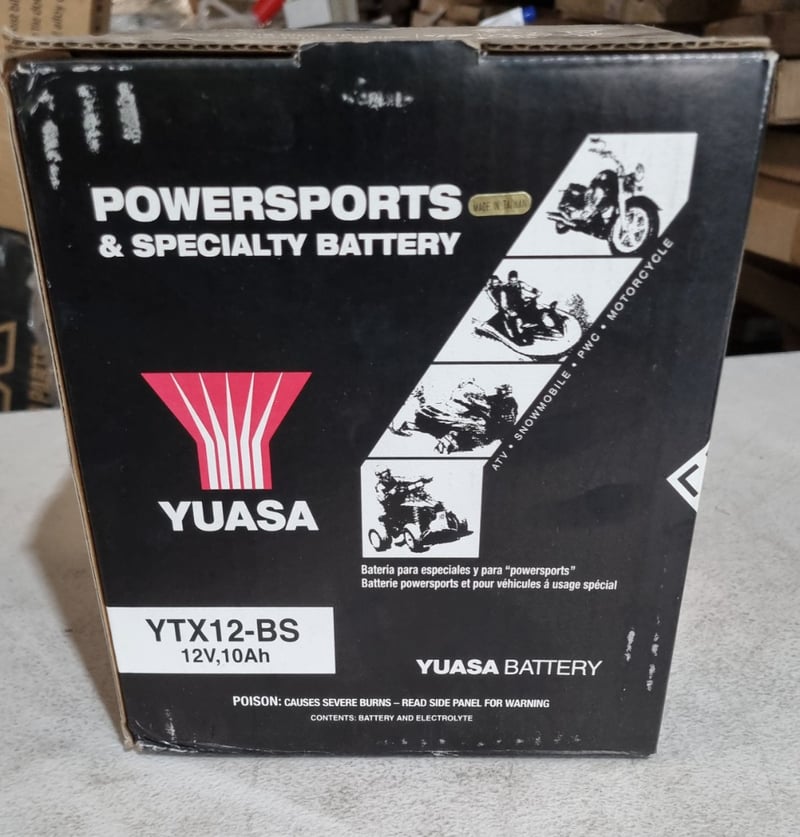 POWERSPORTS
MADE IN TAIWAN
& SPECIALTY BATTERY
ATV • SNOWMOBILE • PWC • MOTORCYCLE
YUASA
Batería para especiales y para “powersports”
Batterie powersports et pour véhicules á usage spécial
YTX12-BS
12V,10Ah
YUASA BATTERY
POISON: CAUSES SEVERE BURNS – READ SIDE PANEL FOR WARNING
CONTENTS: BATTERY AND ELECTROLYTE